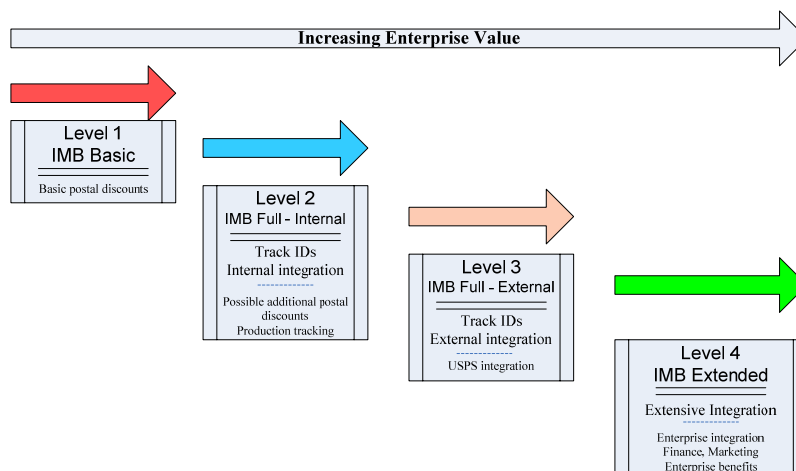 Increasing Enterprise Value
Level 1
IMB Basic
Basic postal discounts
Level 2
IMB Full - Internal
Track IDs
Internal integration
Possible additional postal
discounts
Production tracking
Level 3
IMB Full - External
Track IDs
External integration
USPS integration
Level 4
IMB Extended
Extensive Integration
Enterprise integration
Finance, Marketing
Enterprise benefits